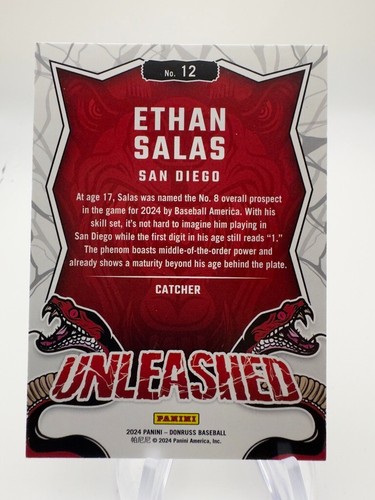 No. 12
ETHAN
SALAS
SAN DIEGO
At age 17, Salas was named the No. 8 overall prospect
in the game for 2024 by Baseball America. With his
skill set, it's not hard to imagine him playing in
San Diego while the first digit in his age still reads “1.”
The phenom boasts middle-of-the-order power and
already shows a maturity beyond his age behind the plate.
CATCHER
UNLEASHED
PANINI
2024 PANINI – DONRUSS BASEBALL
帕尼尼 © 2024 Panini America, Inc.